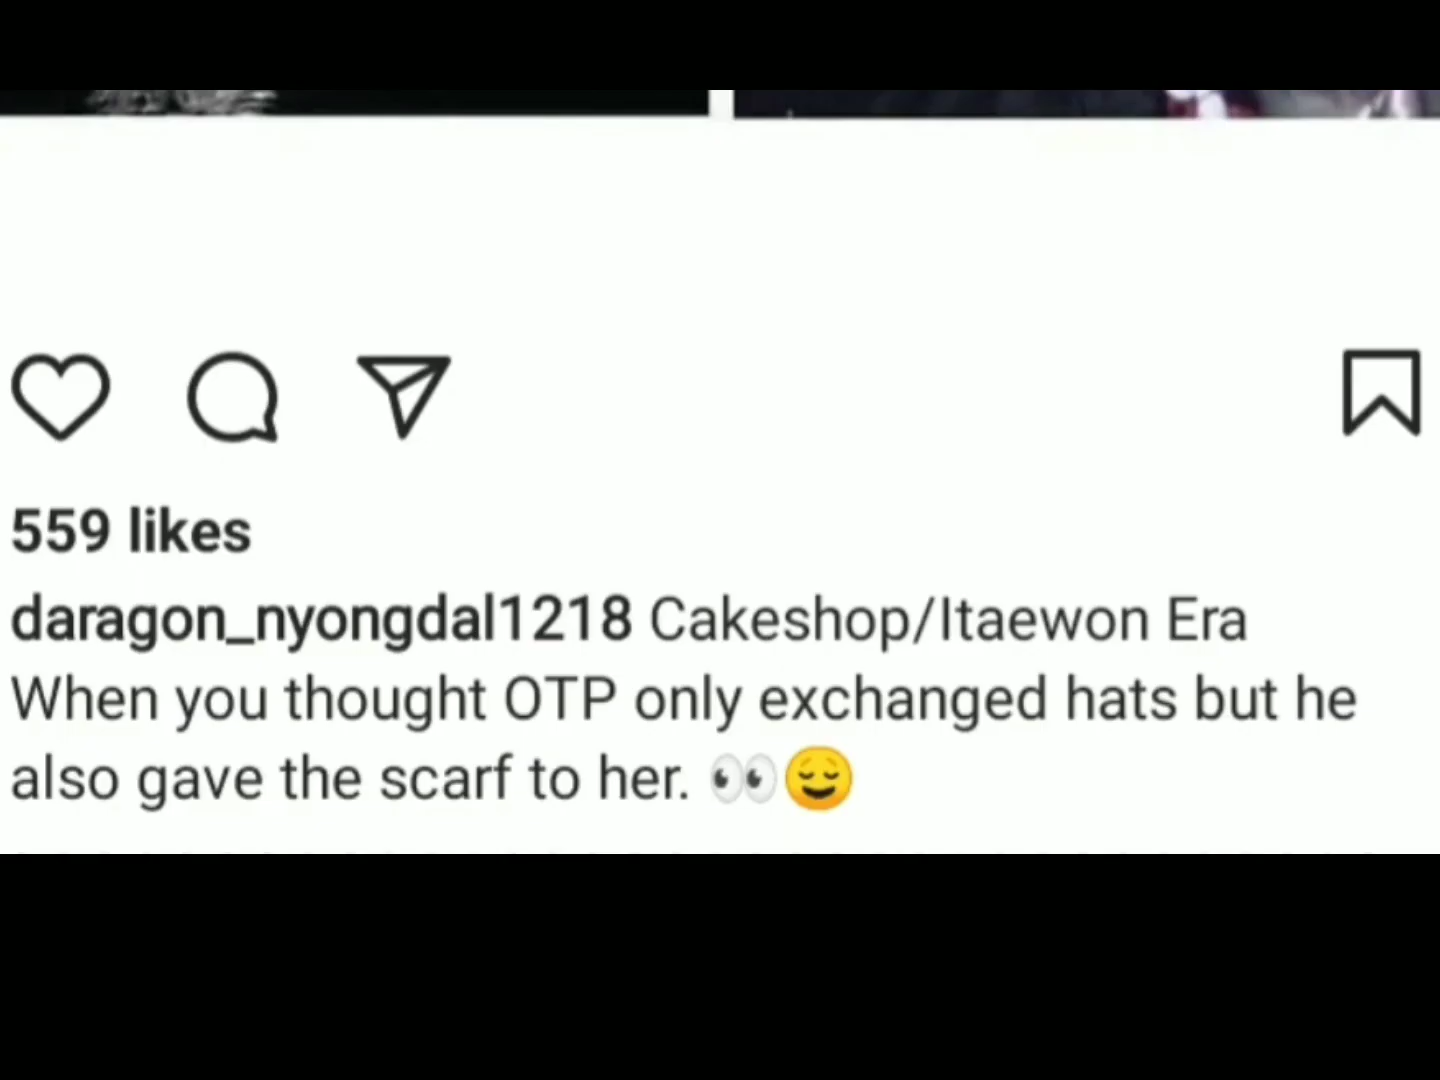 559 likes
daragon_nyongdal1218 Cakeshop/Itaewon Era
When you thought OTP only exchanged hats but he
also gave the scarf to her. 👀😌